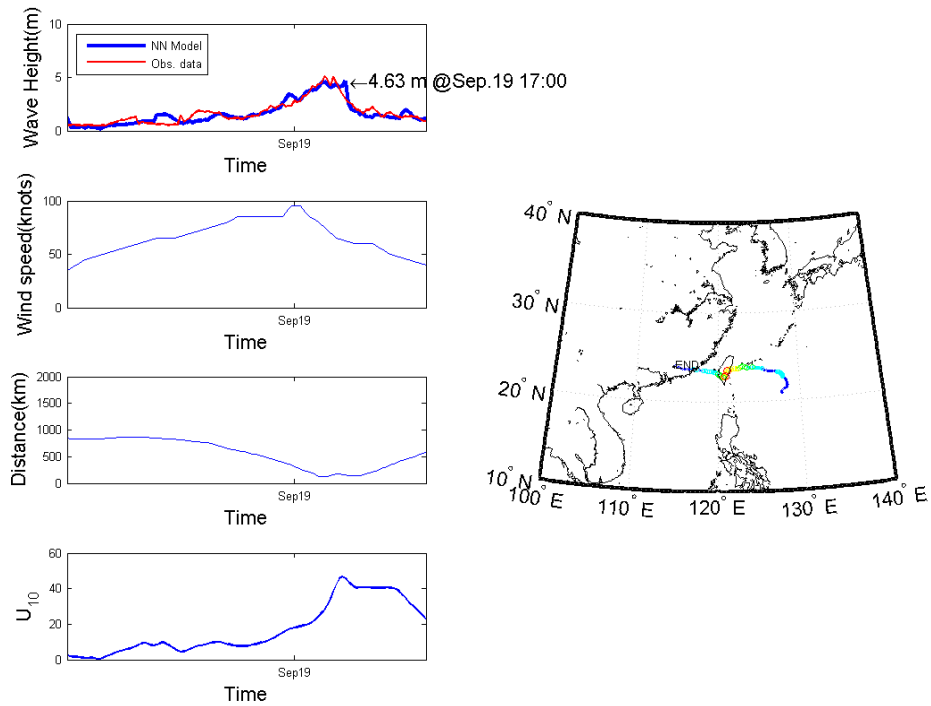 10
5
0
Wave Height(m)
NN Model
Obs. data
←4.63 m @Sep.19 17:00
Sep19
Time
100
50
0
Wind speed(knots)
Sep19
Time
2000
1500
1000
500
0
Distance(km)
Sep19
Time
60
40
20
0
U10
Sep19
Time
40° N
30° N
20° N
10° N
100° E
110° E
120° E
130° E
140° E
END